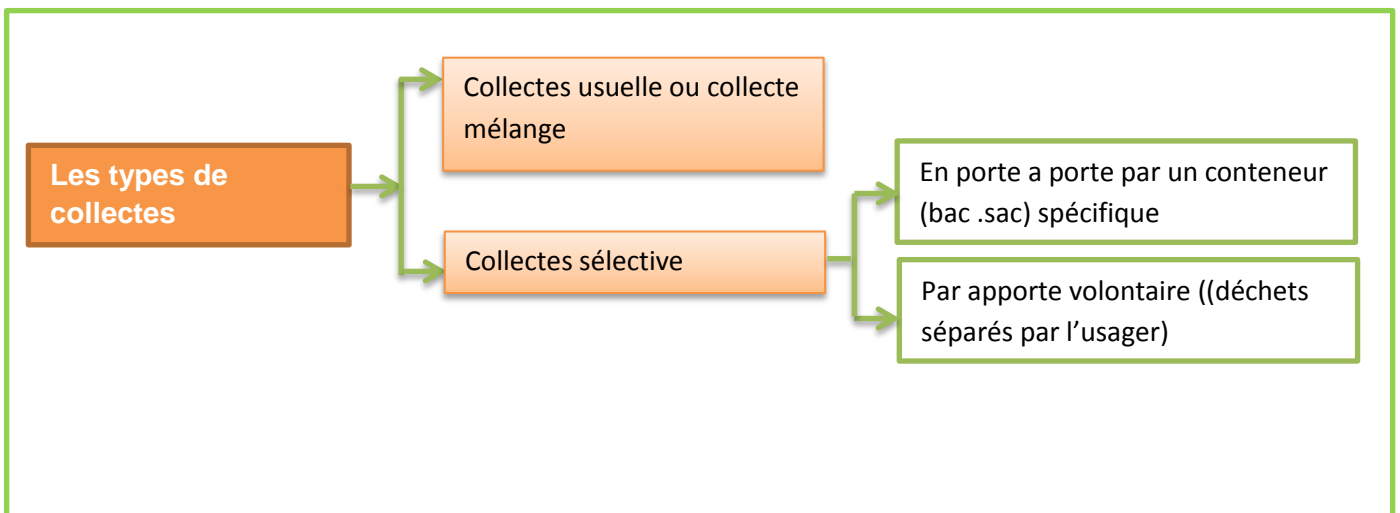 Les types de
collectes
Collectes usuelle ou collecte
mélange
Collectes sélective
En porte a porte par un conteneur
(bac .sac) spécifique
Par apporte volontaire ((déchets
séparés par l’usager)